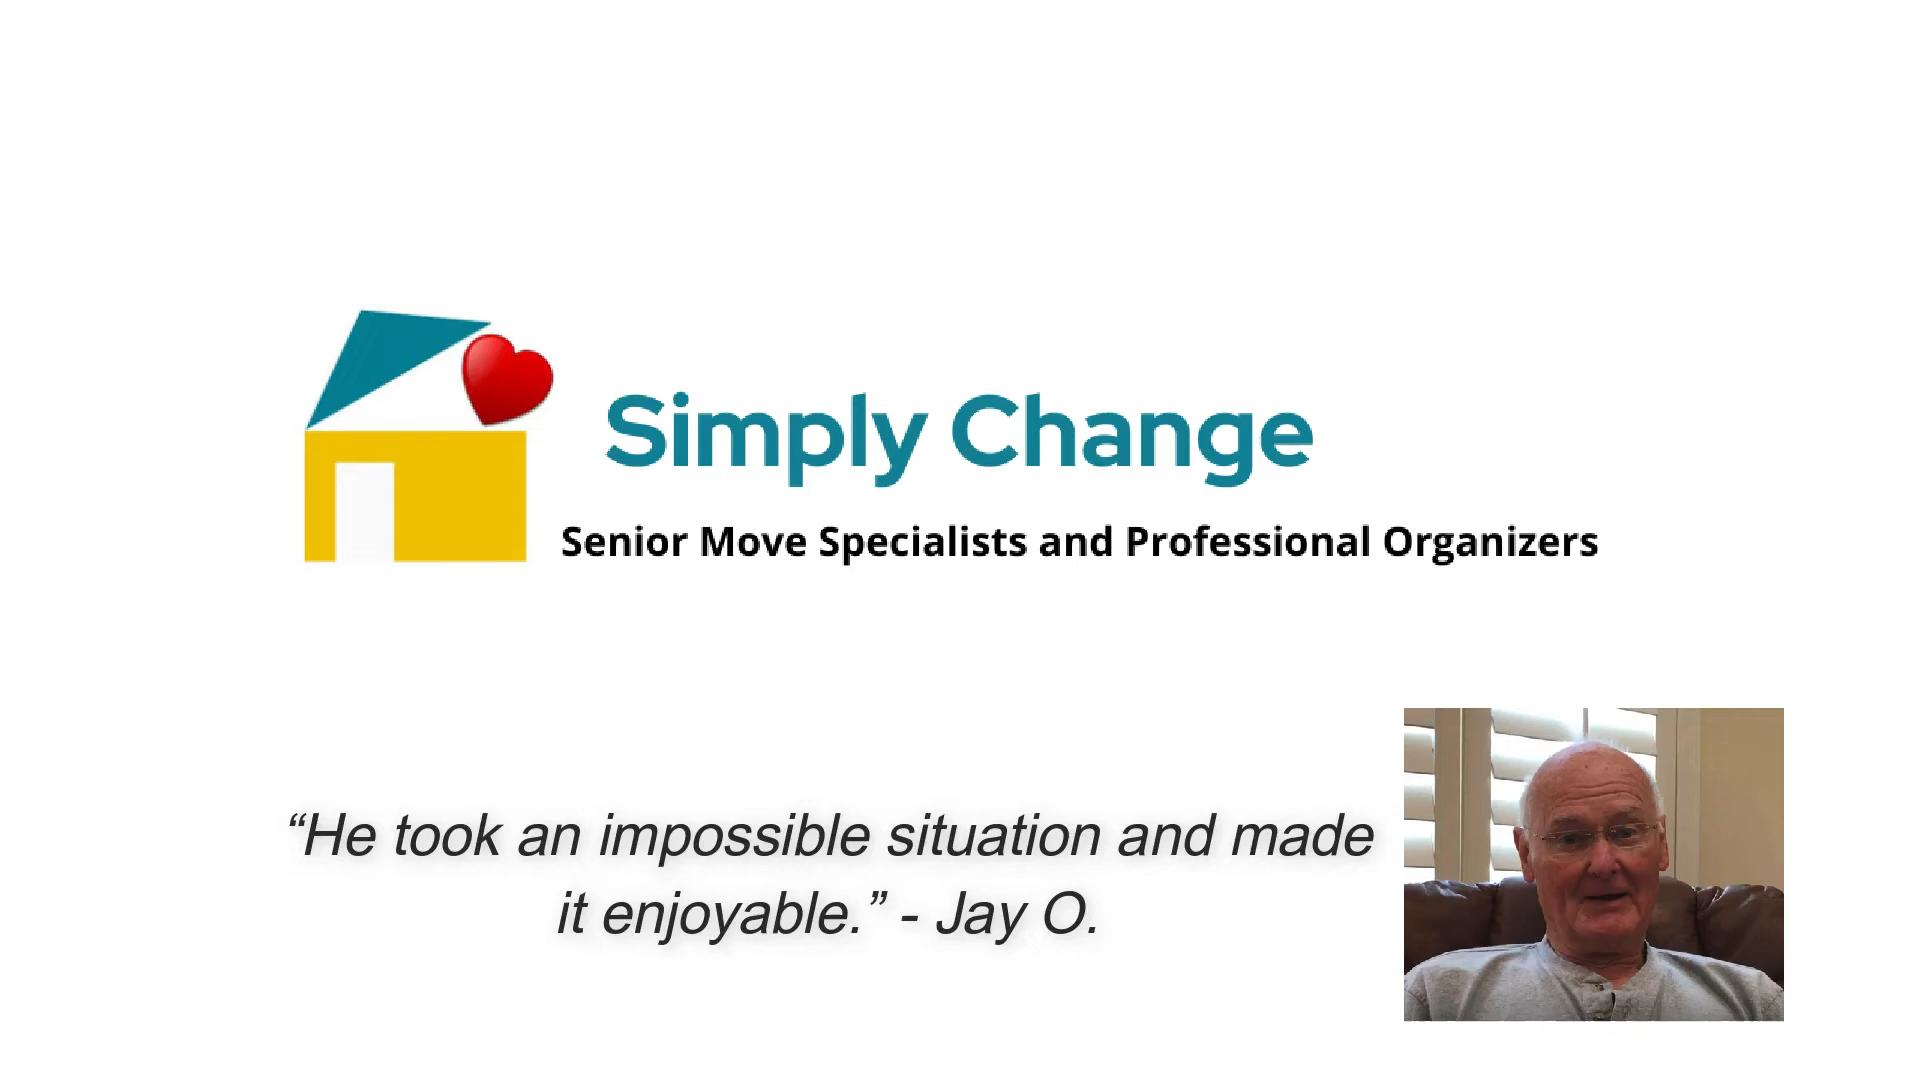 Simply Change
Senior Move Specialists and Professional Organizers
“He took an impossible situation and made
it enjoyable.” - Jay O.